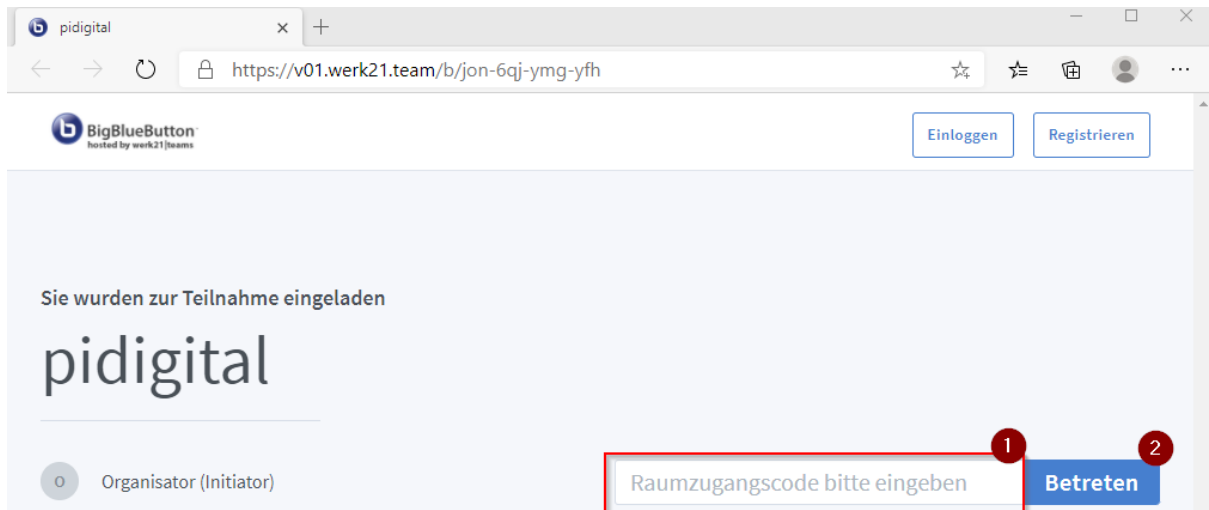 pidigital
https://v01.werk21.team/b/jon-6qj-ymg-yfh
b BigBlueButton
hosted by werk21|teams
Einloggen
Registrieren
Sie wurden zur Teilnahme eingeladen
pidigital
O Organisator (Initiator)
1
Raumzugangscode bitte eingeben
2
Betreten